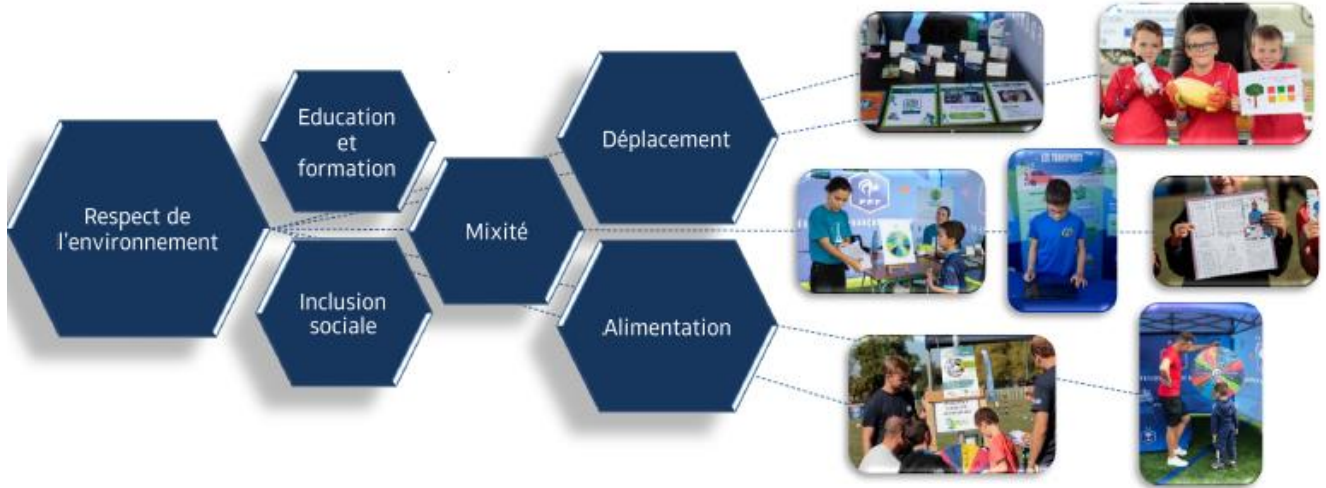 Respect de
l'environnement
Education
et
formation
Inclusion
sociale
Mixité
Déplacement
Alimentation
LES TRANSPORTS
FFF